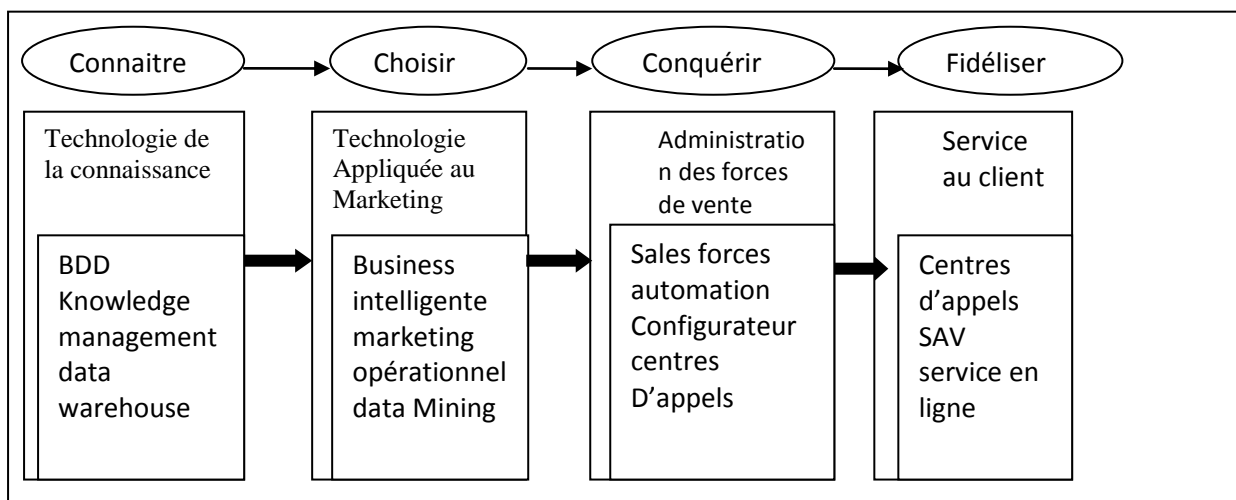 Connaitre
Choisir
Conquérir
Fidéliser
Technologie de
la connaissance
BDD
Knowledge
management
data
warehouse
Technologie
Appliquée au
Marketing
Business
intelligente
marketing
opérationnel
data Mining
Administratio
n des forces
de vente
Sales forces
automation
Configurateur
centres
D’appels
Service
au client
Centres
d’appels
SAV
service en
ligne